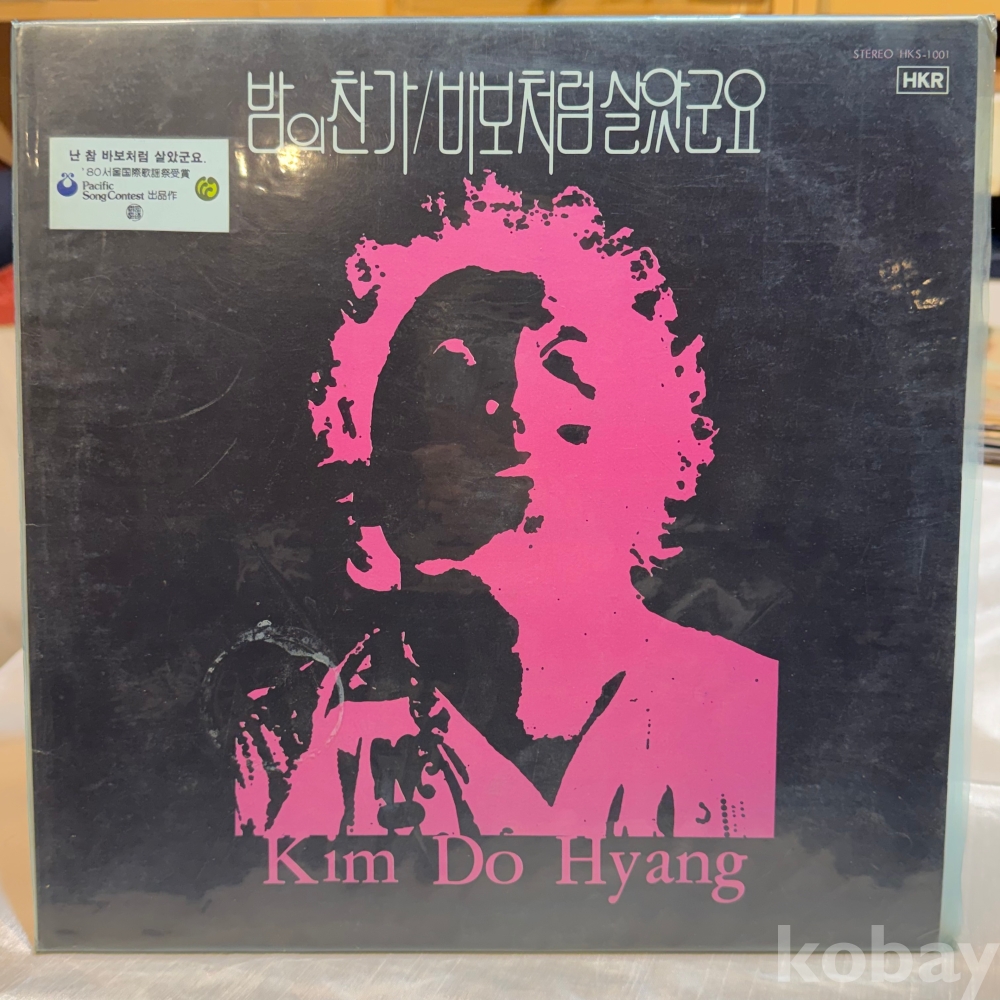 STEREO HKS-1001
HKR
밤의 찬가/바보처럼 살았군요
난 참 바보처럼 살았군요.
'80서울국際歌謡祭受賞
Pacific
Song Contest 出品作
Kim Do Hyang
kobay